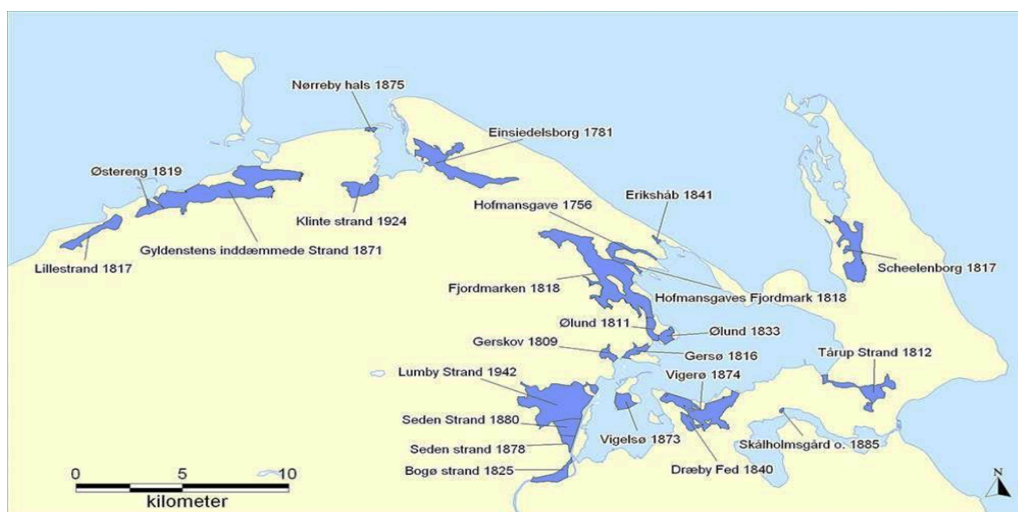 Nørreby hals 1875
Einsiedelsborg 1781
Østereng 1819
Erikshåb 1841
Hofmansgave 1756
Klinte strand 1924
Gyldenstens inddæmmede Strand 1871
Lillestrand 1817
Scheelenborg 1817
Fjordmarken 1818
Hofmansgaves Fjordmark 1818
Ølund 1811
Ølund 1833
Gerskov 1809
Gersø 1816
Tårup Strand 1812
Lumby Strand 1942
Vigerø 1874
Seden Strand 1880
Vigelsø 1873
Skålholmsgård o. 1885
Seden strand 1878
Dræby Fed 1840
Bogø strand 1825
0 5 10
kilometer
N